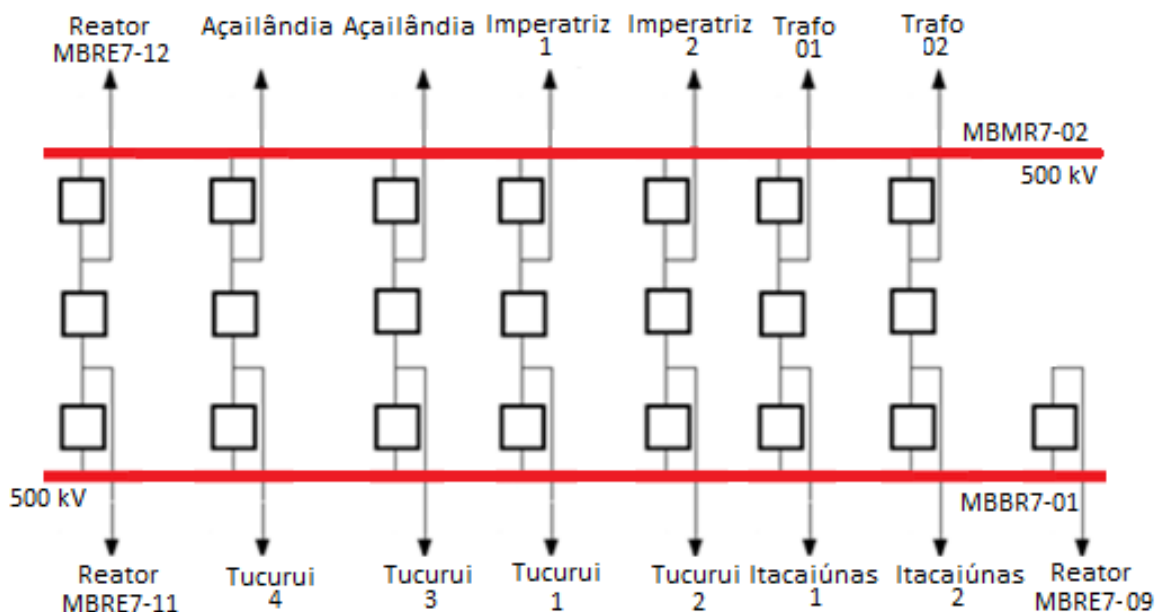 Reator
MBRE7-12
Açailândia
Açailândia
Imperatriz
1
Imperatriz
2
Trafo
01
Trafo
02
MBMR7-02
500 kV
500 kV
MBBR7-01
Reator
MBRE7-11
Tucurui
4
Tucurui
3
Tucurui
1
Tucurui
2
Itacaiúnas
1
Itacaiúnas
2
Reator
MBRE7-09